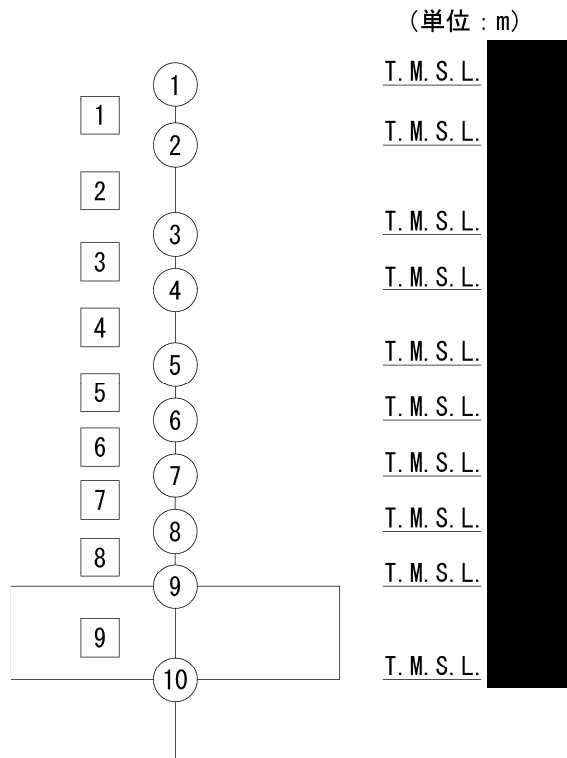 （単位：m）
① T.M.S.L.
1
② T.M.S.L.
2
③ T.M.S.L.
3
④ T.M.S.L.
4
⑤ T.M.S.L.
5
⑥ T.M.S.L.
6
⑦ T.M.S.L.
7
⑧ T.M.S.L.
8
⑨ T.M.S.L.
9
⑩ T.M.S.L.